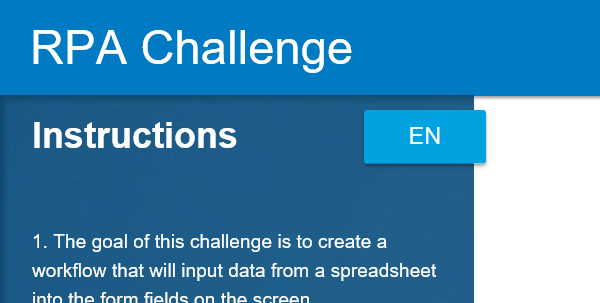 RPA Challenge
Instructions
EN
1. The goal of this challenge is to create a
workflow that will input data from a spreadsheet
into the form fields on the screen